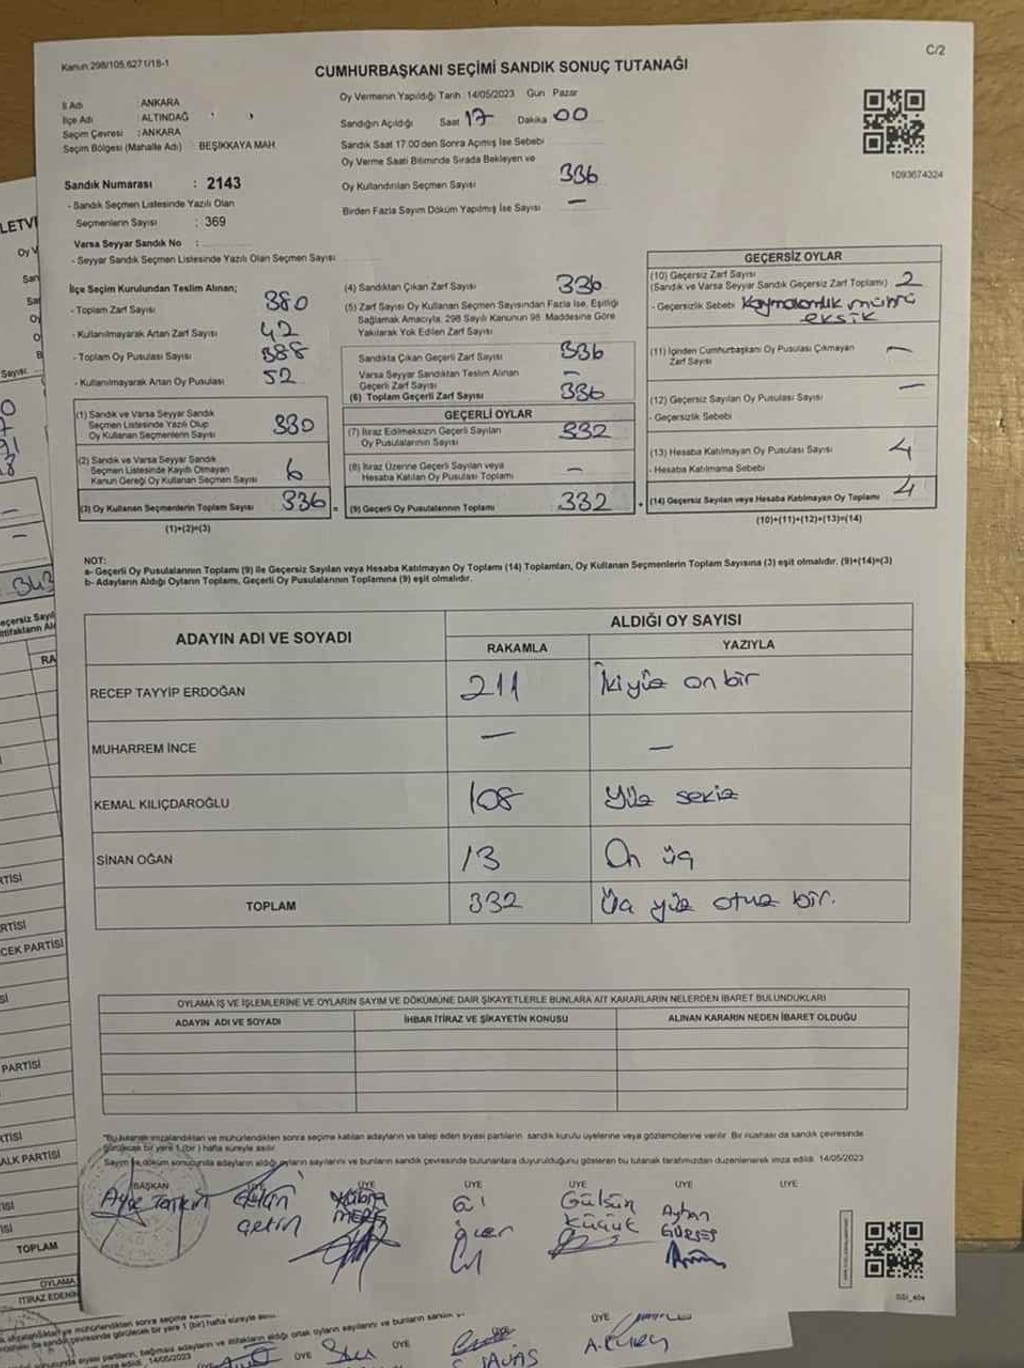 Kanun 298/105,6271/18-1
C/2
CUMHURBAŞKANI SEÇİMİ SANDIK SONUÇ TUTANAĞI
İl Adı ANKARA
İlçe Adı ALTINDAĞ
Seçim Çevresi : ANKARA
Seçim Bölgesi (Mahalle Adı) : BEŞİKKAYA MAH.
Sandık Numarası : 2143
- Sandık Seçmen Listesinde Yazılı Olan
Seçmenlerin Sayısı : 369
Varsa Seyyar Sandık No :
- Seyyar Sandık Seçmen Listesinde Yazılı Olan Seçmen Sayısı
Oy Vermenin Yapıldığı Tarih :14/05/2023 Gün Pazar
Sandığın Açıldığı Saat 17 Dakika 00
Sandık Saat 17.00'den Sonra Açılmış İse Sebebi
Oy Verme Saati Bitiminde Sırada Bekleyen ve
Oy Kullandırılan Seçmen Sayısı 336
Birden Fazla Sayım Döküm Yapılmış İse Sayısı —
1093674324
İlçe Seçim Kurulundan Teslim Alınan;
- Toplam Zarf Sayısı 380
- Kullanılmayarak Artan Zarf Sayısı 42
- Toplam Oy Pusulası Sayısı 388
- Kullanılmayarak Artan Oy Pusulası 52
(1) Sandık ve Varsa Seyyar Sandık
Seçmen Listesinde Yazılı Olup
Oy Kullanan Seçmenlerin Sayısı 330
(2) Sandık ve Varsa Seyyar Sandık
Seçmen Listesinde Kayıtlı Olmayan
Kanun Gereği Oy Kullanan Seçmen Sayısı 6
(3) Oy Kullanan Seçmenlerin Toplam Sayısı 336 =
(1)+(2)=(3)
(4) Sandıktan Çıkan Zarf Sayısı 336
(5) Zarf Sayısı Oy Kullanan Seçmen Sayısından Fazla İse, Eşitliği
Sağlamak Amacıyla, 298 Sayılı Kanunun 98. Maddesine Göre
Yakılarak Yok Edilen Zarf Sayısı
Sandıkta Çıkan Geçerli Zarf Sayısı 336
Varsa Seyyar Sandıktan Teslim Alınan
Geçerli Zarf Sayısı —
(6) Toplam Geçerli Zarf Sayısı 336
GEÇERLİ OYLAR
(7) İtiraz Edilmeksizin Geçerli Sayılan
Oy Pusulalarının Sayısı 332
(8) İtiraz Üzerine Geçerli Sayılan veya
Hesaba Katılan Oy Pusulası Toplamı —
(9) Geçerli Oy Pusulalarının Toplamı 332 +
GEÇERSİZ OYLAR
(10) Geçersiz Zarf Sayısı
(Sandık ve Varsa Seyyar Sandık Geçersiz Zarf Toplamı) 2
- Geçersizlik Sebebi Kaymakamlık mührü
eksik
(11) İçinden Cumhurbaşkanı Oy Pusulası Çıkmayan
Zarf Sayısı —
(12) Geçersiz Sayılan Oy Pusulası Sayısı —
- Geçersizlik Sebebi
(13) Hesaba Katılmayan Oy Pusulası Sayısı 4
- Hesaba Katılmama Sebebi
(14) Geçersiz Sayılan veya Hesaba Katılmayan Oy Toplamı 4
(10)+(11)+(12)+(13)=(14)
NOT:
a- Geçerli Oy Pusulalarının Toplamı (9) ile Geçersiz Sayılan veya Hesaba Katılmayan Oy Toplamı (14) Toplamları, Oy Kullanan Seçmenlerin Toplam Sayısına (3) eşit olmalıdır. (9)+(14)=(3)
b- Adayların Aldığı Oyların Toplamı, Geçerli Oy Pusulalarının Toplamına (9) eşit olmalıdır.
ADAYIN ADI VE SOYADI ALDIĞI OY SAYISI
RAKAMLA YAZIYLA
RECEP TAYYİP ERDOĞAN 211 İkiyüz on bir
MUHARREM İNCE — —
KEMAL KILIÇDAROĞLU 108 Yüz sekiz
SİNAN OĞAN 13 On üç
TOPLAM 332 Üç yüz otuz bir.
OYLAMA İŞ VE İŞLEMLERİNE VE OYLARIN SAYIM VE DÖKÜMÜNE DAİR ŞİKAYETLERLE BUNLARA AİT KARARLARIN NELERDEN İBARET BULUNDUKLARI
ADAYIN ADI VE SOYADI İHBAR İTİRAZ VE ŞİKAYETİN KONUSU ALINAN KARARIN NEDEN İBARET OLDUĞU
"Bu tutanak imzalandıktan ve mühürlendikten sonra seçime katılan adayların ve talep eden siyasi partilerin sandık kurulu üyelerine veya gözlemcilerine verilir. Bir nüshası da sandık çevresinde
görülecek bir yere 1 (bir) hafta süreyle asılır.
Sayım ve döküm sonucunda adayların aldığı oyların sayılarını ve bunların sandık çevresinde bulunanlara duyurulduğunu gösteren bu tutanak tarafımızdan düzenlenerek imza edildi. 14/05/2023
BAŞKAN ÜYE ÜYE ÜYE ÜYE ÜYE
Ayşe
Çetin
MERT
Gülsün
Küçük
Ayhan
GÜRSES
LETVE
343
RA
PARTİSİ
TOPLAM
OYLAMA
İTİRAZ EDENİN
14/05/2023
ÜYE ÜYE ÜYE